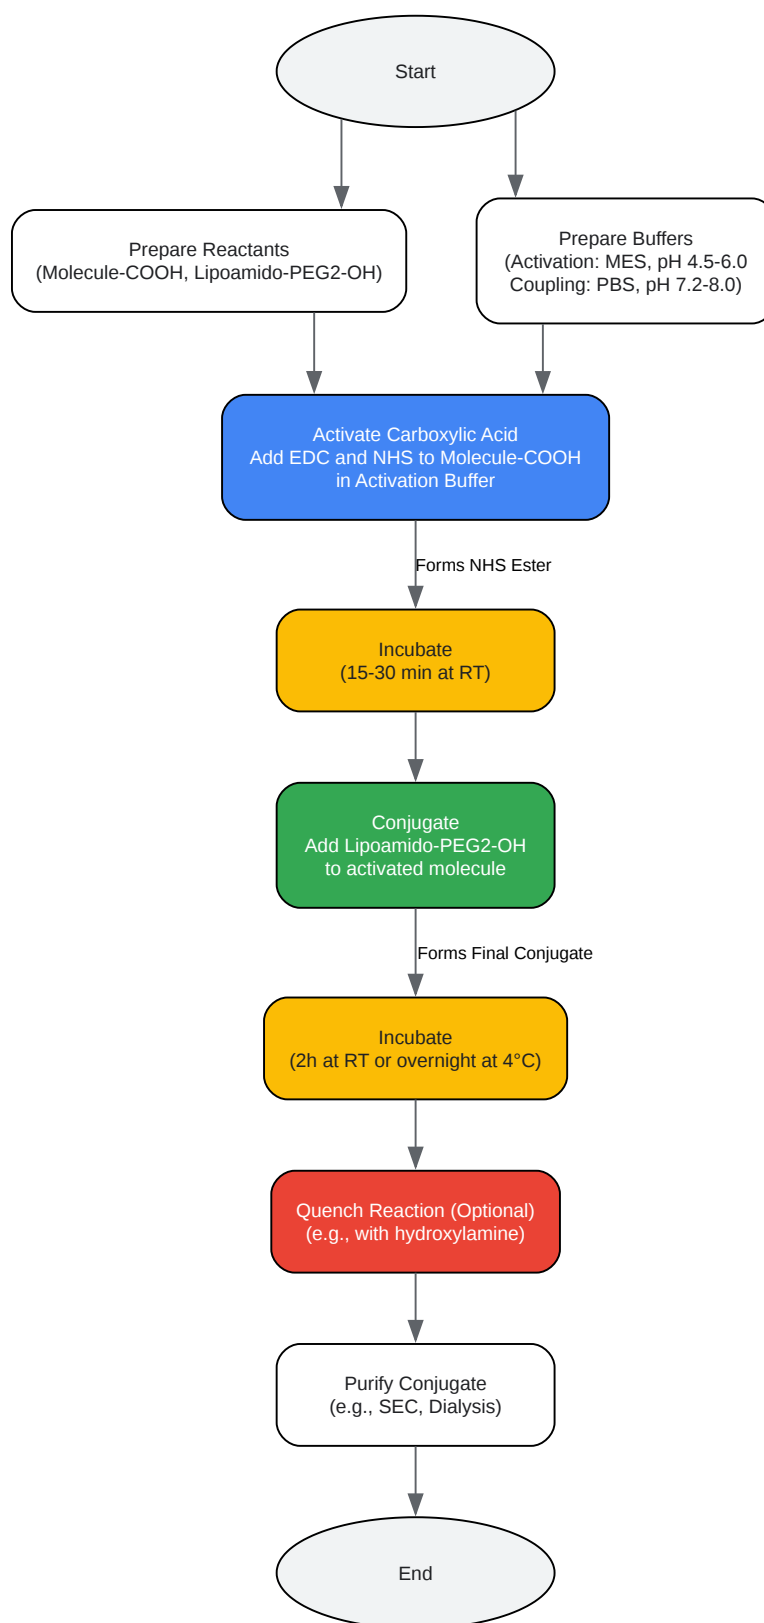 Start
Prepare Reactants
(Molecule-COOH, Lipoamido-PEG2-OH)
Prepare Buffers
(Activation: MES, pH 4.5-6.0
Coupling: PBS, pH 7.2-8.0)
Activate Carboxylic Acid
Add EDC and NHS to Molecule-COOH
in Activation Buffer
Forms NHS Ester
Incubate
(15-30 min at RT)
Conjugate
Add Lipoamido-PEG2-OH
to activated molecule
Forms Final Conjugate
Incubate
(2h at RT or overnight at 4°C)
Quench Reaction (Optional)
(e.g., with hydroxylamine)
Purify Conjugate
(e.g., SEC, Dialysis)
End